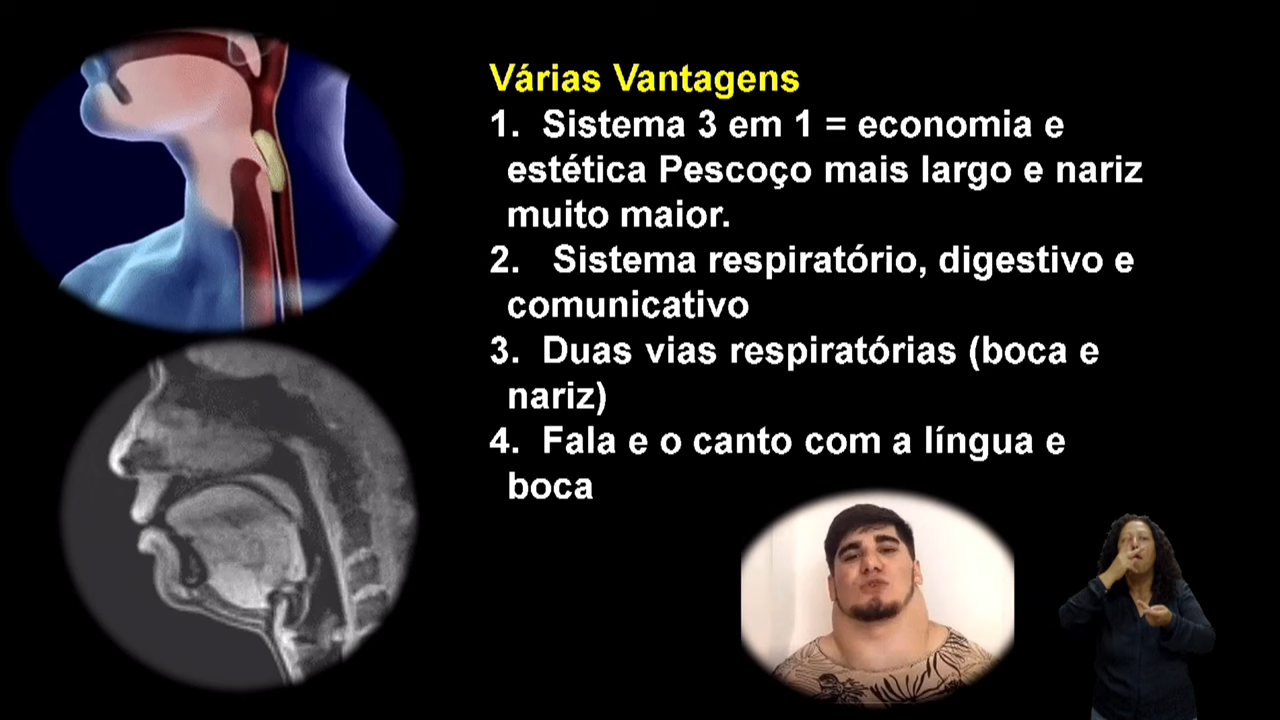 Várias Vantagens
1. Sistema 3 em 1 = economia e
estética Pescoço mais largo e nariz
muito maior.
2. Sistema respiratório, digestivo e
comunicativo
3. Duas vias respiratórias (boca e
nariz)
4. Fala e o canto com a língua e
boca